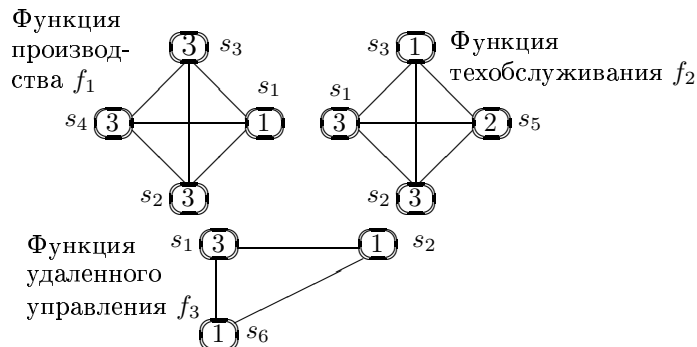 Функция
производ-
ства f₁
3 s₃
s₁
s₄ 3 1
s₂ 3
s₃ 1 Функция
техобслуживания f₂
s₁
3 2 s₅
s₂ 3
Функция
удаленного
управления f₃
s₁ 3 1 s₂
1 s₆